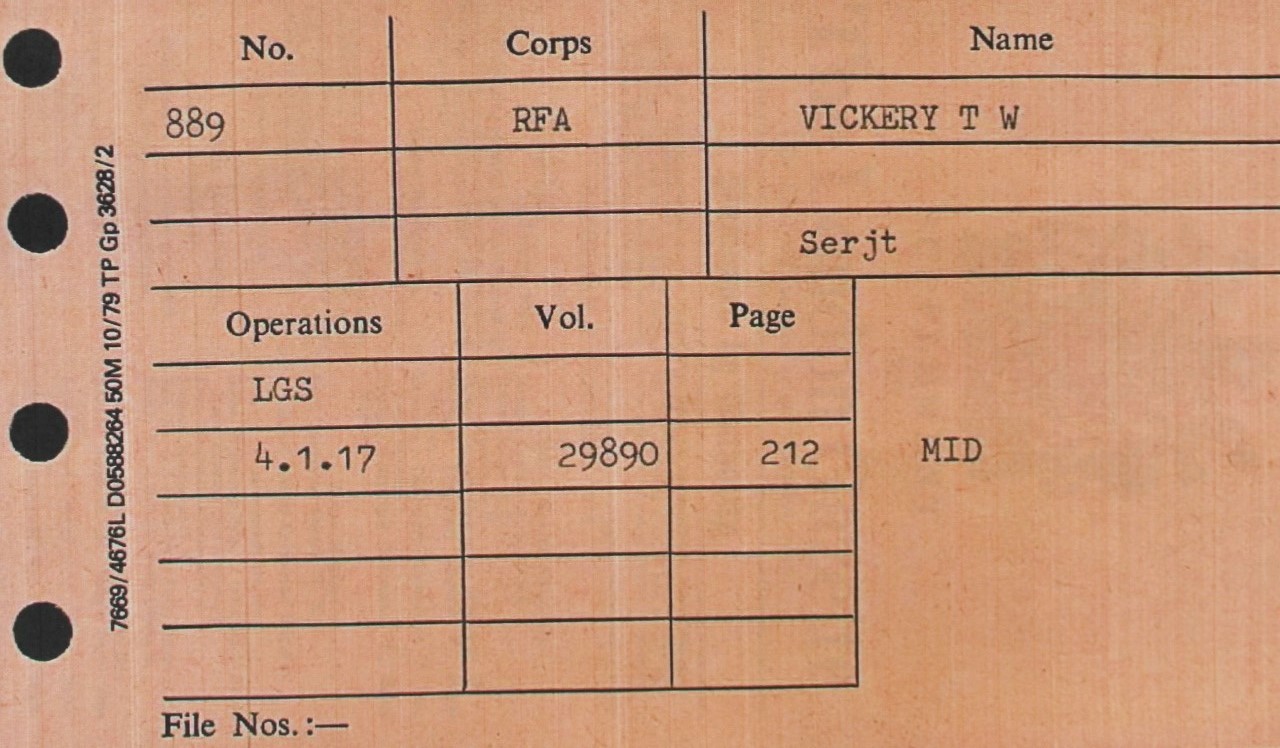 No. Corps Name
889 RFA VICKERY T W
Serjt
Operations Vol. Page
LGS
4.1.17 29890 212 MID
File Nos.:—
7669/4676L D0588264 50M 10/79 TP Gp 3628/2